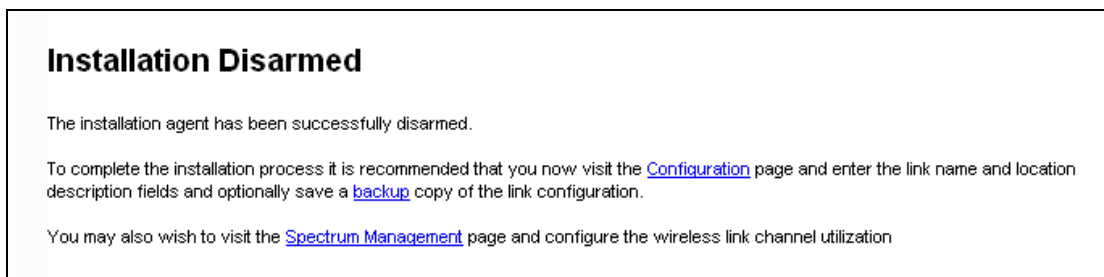 Installation Disarmed
The installation agent has been successfully disarmed.
To complete the installation process it is recommended that you now visit the Configuration page and enter the link name and location
description fields and optionally save a backup copy of the link configuration.
You may also wish to visit the Spectrum Management page and configure the wireless link channel utilization